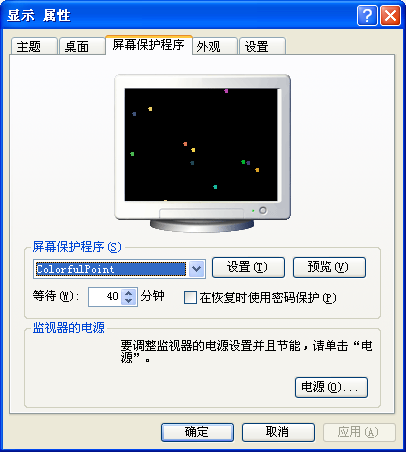 显示 属性
主题 桌面 屏幕保护程序 外观 设置
屏幕保护程序(S)
ColorfulPoint 设置(T) 预览(V)
等待(W): 40 分钟 在恢复时使用密码保护(P)
监视器的电源
要调整监视器的电源设置并且节能，请单击“电
源”。
电源(O)...
确定 取消 应用(A)